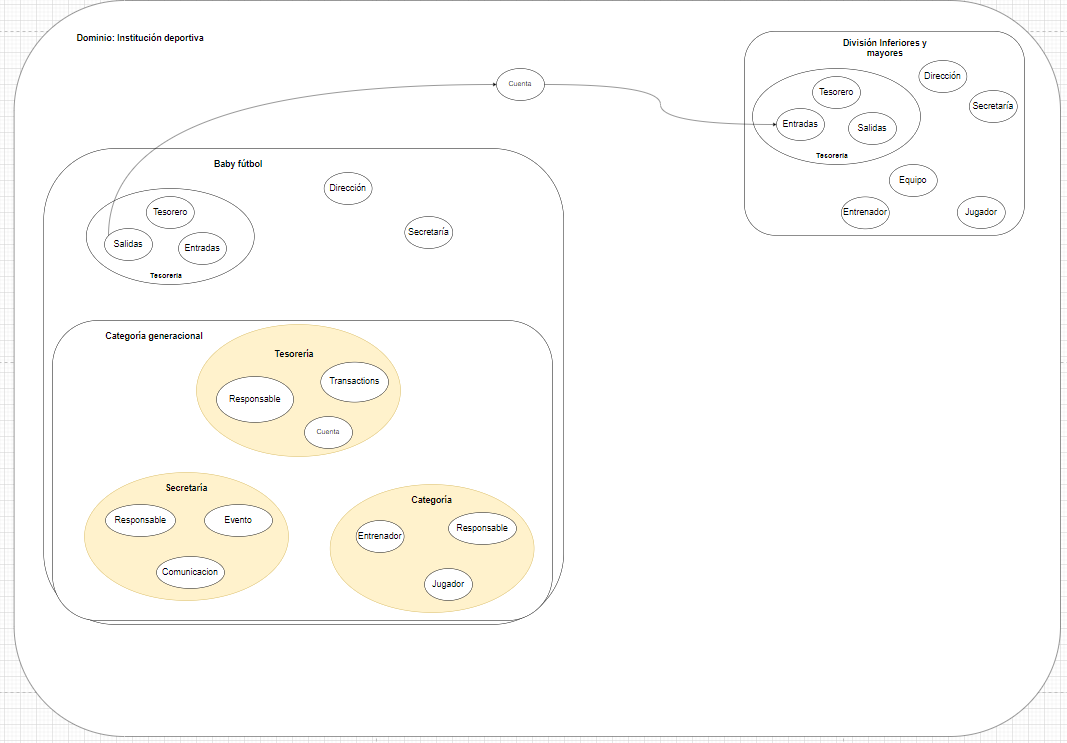 Dominio: Institución deportiva
División Inferiores y
mayores
Dirección
Tesorero
Secretaría
Entradas
Salidas
Tesorería
Equipo
Entrenador
Jugador
Cuenta
Baby fútbol
Dirección
Tesorero
Secretaría
Salidas
Entradas
Tesorería
Categoria generacional
Tesorería
Transactions
Responsable
Cuenta
Secretaría
Responsable
Evento
Comunicacion
Categoría
Entrenador
Responsable
Jugador